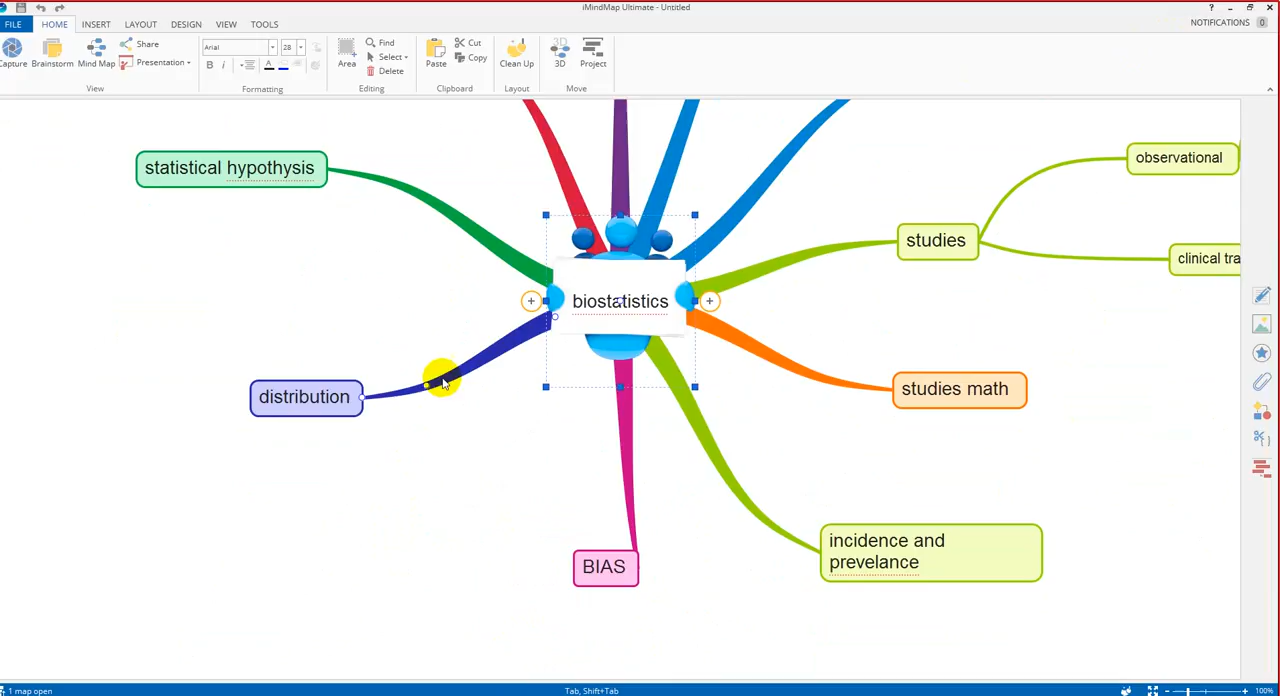 iMindMap Ultimate - Untitled
FILE HOME INSERT LAYOUT DESIGN VIEW TOOLS
NOTIFICATIONS 0
Capture
Brainstorm
Mind Map
Share
Presentation
View
Arial
28
B i A
Formatting
Area
Find
Select
Delete
Editing
Paste
Cut
Copy
Clipboard
Clean Up
Layout
3D
3D
Project
Move
statistical hypothysis
observational
studies
clinical tra
biostatistics
distribution
studies math
incidence and
prevelance
BIAS
1 map open
Tab, Shift+Tab
100%